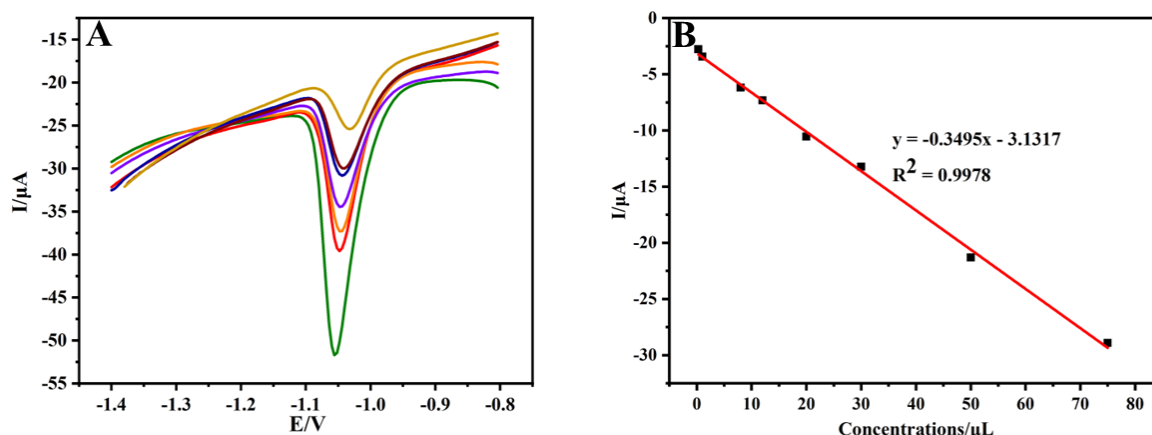 A
-15
-20
-25
-30
-35
-40
-45
-50
-55
I/µA
-1.4 -1.3 -1.2 -1.1 -1.0 -0.9 -0.8
E/V
B
0
-5
-10
-15
-20
-25
-30
I/µA
y = -0.3495x - 3.1317
R2 = 0.9978
0 10 20 30 40 50 60 70 80
Concentrations/µL